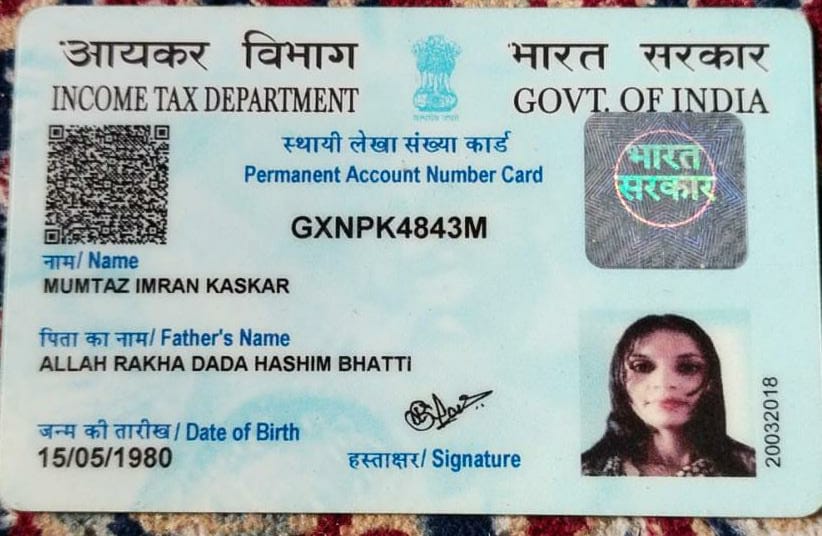 आयकर विभाग
INCOME TAX DEPARTMENT
भारत सरकार
GOVT. OF INDIA
स्थायी लेखा संख्या कार्ड
Permanent Account Number Card
GXNPK4843M
भारत
सरकार
नाम/ Name
MUMTAZ IMRAN KASKAR
पिता का नाम/ Father's Name
ALLAH RAKHA DADA HASHIM BHATTi
जन्म की तारीख/ Date of Birth
15/05/1980
हस्ताक्षर/ Signature
20032018